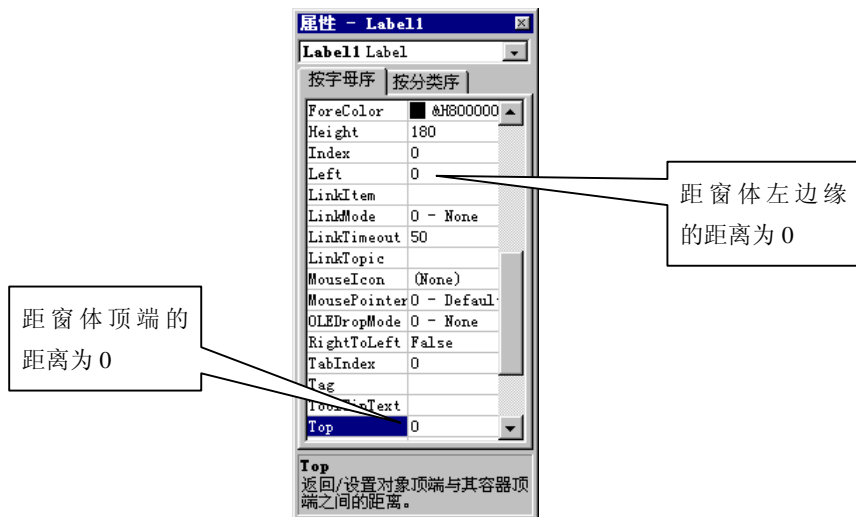 属性 - Label1
Label1 Label
按字母序 按分类序
ForeColor &H800000
Height 180
Index 0
Left 0
LinkItem
LinkMode 0 - None
LinkTimeout 50
LinkTopic
MouseIcon (None)
MousePointer 0 - Defaul
OLEDropMode 0 - None
RightToLeft False
TabIndex 0
Tag
ToolTipText
Top 0
Top
返回/设置对象顶端与其容器顶
端之间的距离。
距窗体左边缘
的距离为 0
距窗体顶端的
距离为 0